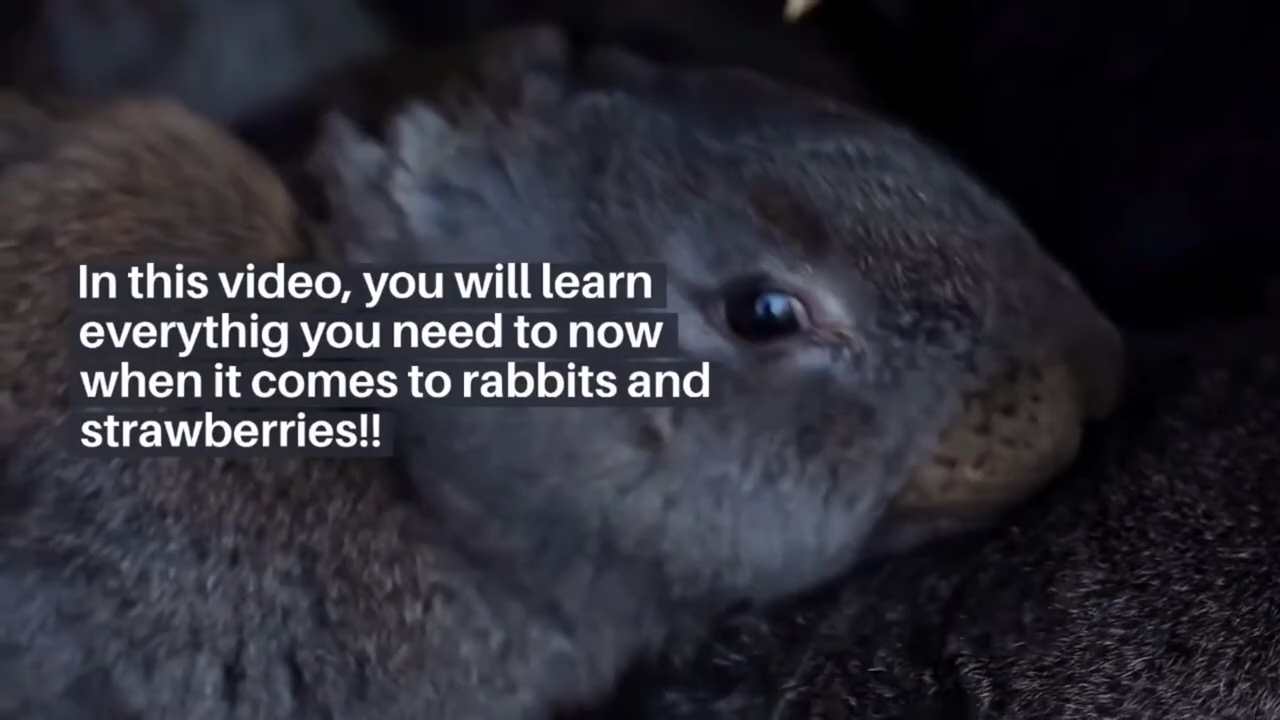 In this video, you will learn
everythig you need to now
when it comes to rabbits and
strawberries!!